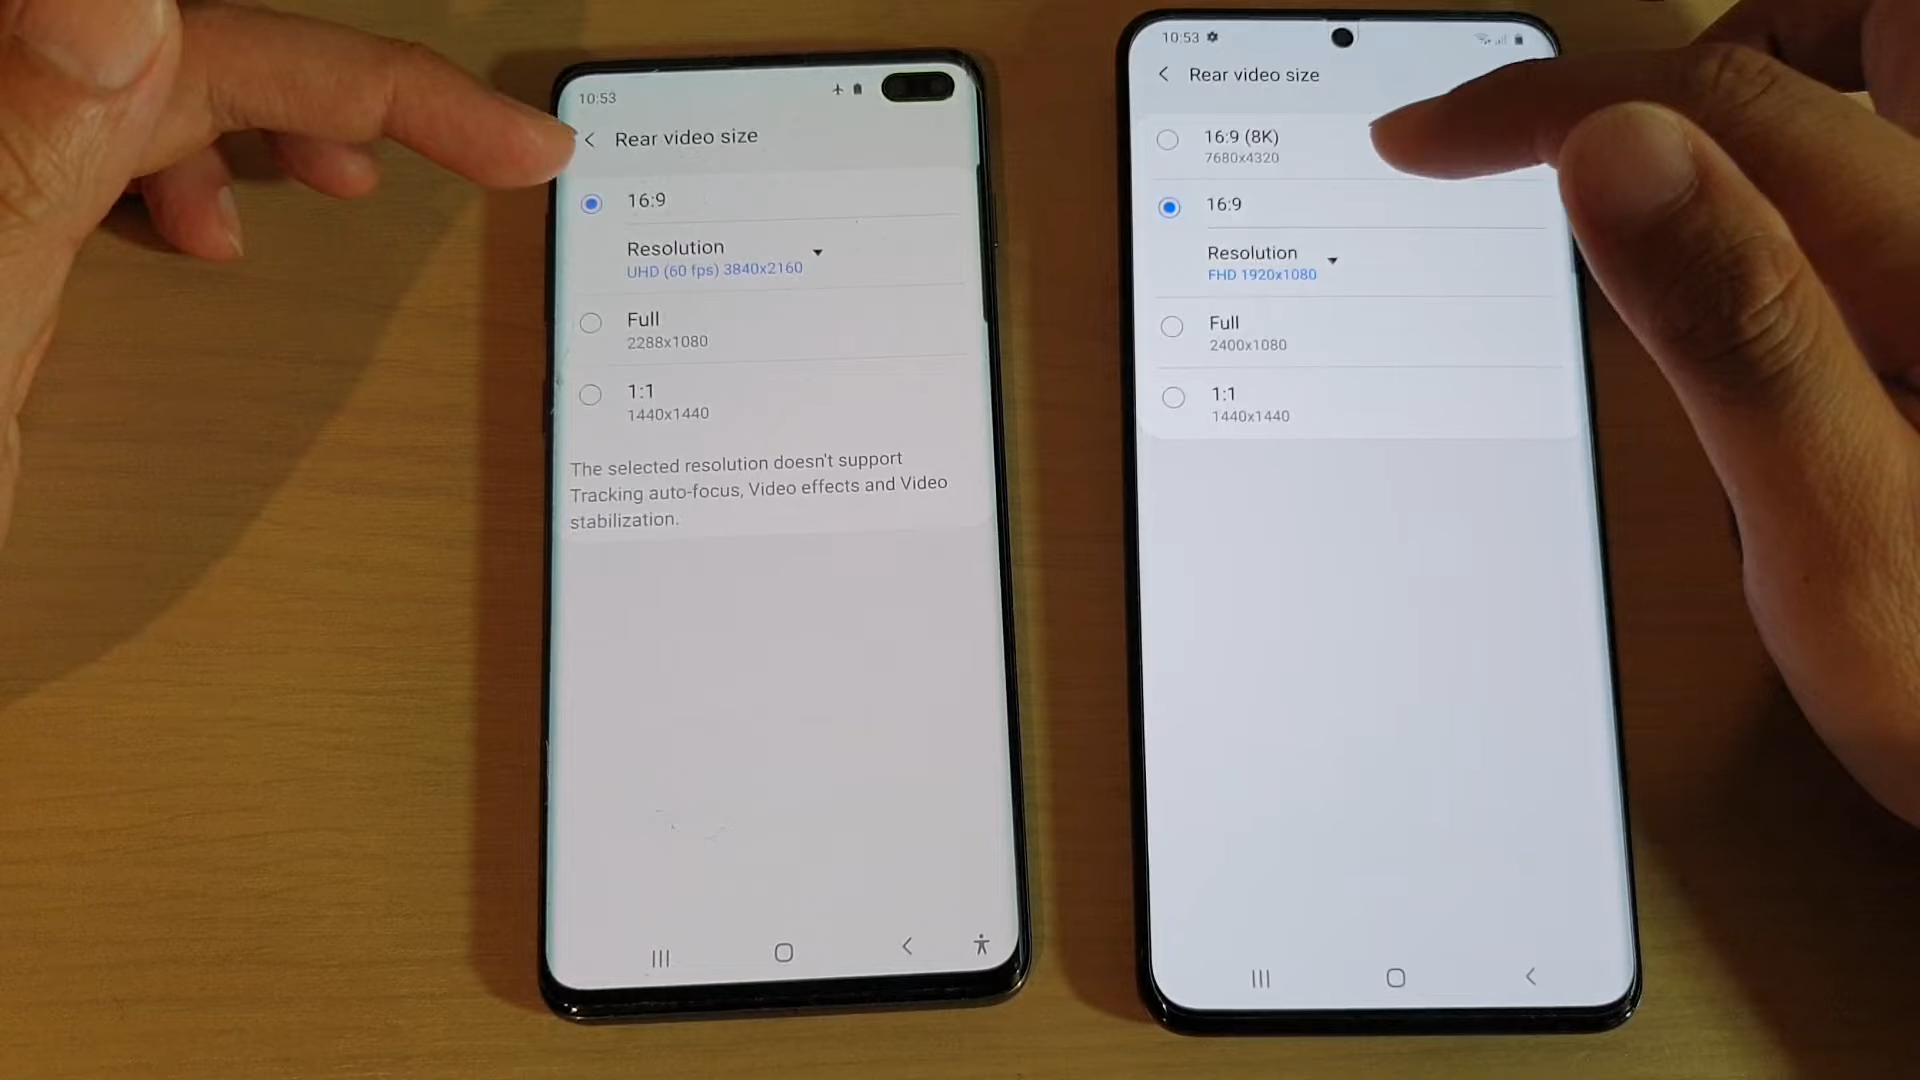 10:53
Rear video size
16:9
Resolution
UHD (60 fps) 3840x2160
Full
2288x1080
1:1
1440x1440
The selected resolution doesn't support
Tracking auto-focus, Video effects and Video
stabilization.
10:53
Rear video size
16:9 (8K)
7680x4320
16:9
Resolution
FHD 1920x1080
Full
2400x1080
1:1
1440x1440